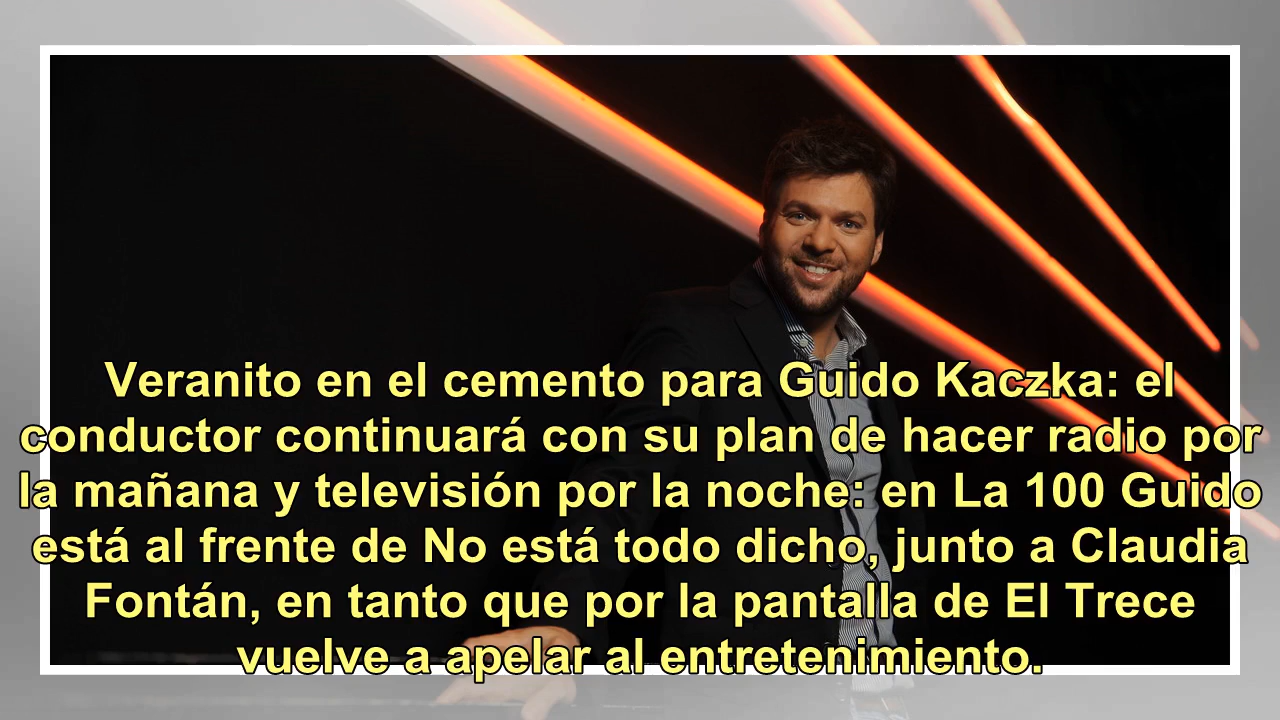 Veranito en el cemento para Guido Kaczka: el
conductor continuará con su plan de hacer radio por
la mañana y televisión por la noche: en La 100 Guido
está al frente de No está todo dicho, junto a Claudia
Fontán, en tanto que por la pantalla de El Trece
vuelve a apelar al entretenimiento.